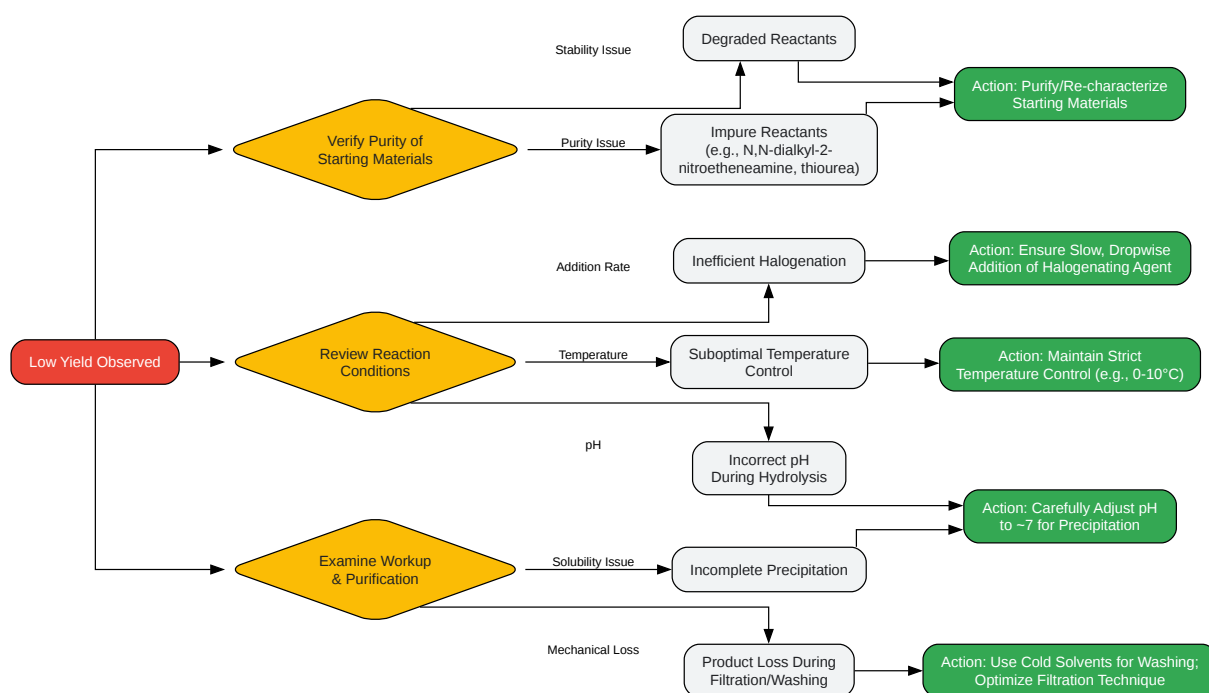 Degraded Reactants
Stability Issue
Action: Purify/Re-characterize
Starting Materials
Verify Purity of
Starting Materials
Purity Issue
Impure Reactants
(e.g., N,N-dialkyl-2-
nitroetheneamine, thiourea)
Addition Rate
Inefficient Halogenation
Action: Ensure Slow, Dropwise
Addition of Halogenating Agent
Low Yield Observed
Review Reaction
Conditions
Temperature
Suboptimal Temperature
Control
Action: Maintain Strict
Temperature Control (e.g., 0-10°C)
pH
Incorrect pH
During Hydrolysis
Action: Carefully Adjust pH
to ~7 for Precipitation
Examine Workup
& Purification
Solubility Issue
Incomplete Precipitation
Mechanical Loss
Product Loss During
Filtration/Washing
Action: Use Cold Solvents for Washing;
Optimize Filtration Technique